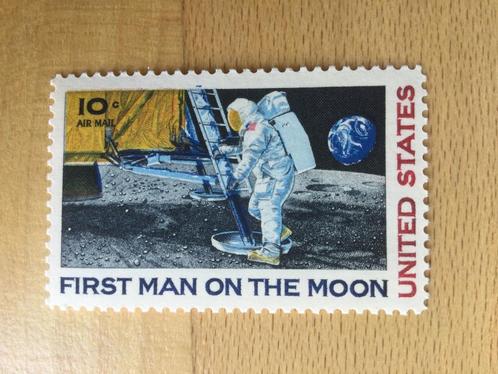 10c
AIR MAIL
FIRST MAN ON THE MOON
UNITED STATES